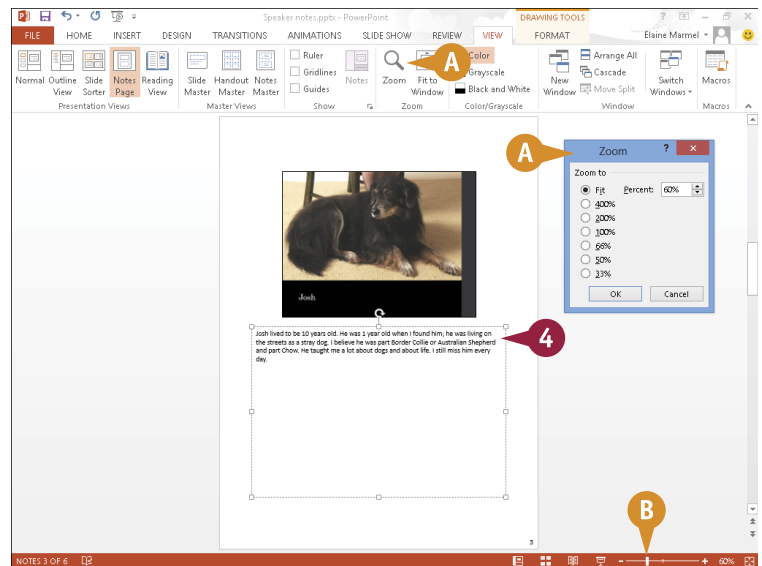 Speaker notes.pptx - PowerPoint
DRAWING TOOLS
FILE HOME INSERT DESIGN TRANSITIONS ANIMATIONS SLIDE SHOW REVIEW VIEW FORMAT Elaine Marmel
Normal Outline View Slide Sorter Notes Page Reading View
Presentation Views
Slide Master Handout Master Notes Master
Master Views
Ruler
Gridlines
Guides
Notes
Show
Zoom Fit to Window
Zoom
A
Color
Grayscale
Black and White
Color/Grayscale
New Window
Arrange All
Cascade
Move Split
Switch Windows
Window
Macros
Macros
A
Zoom ?
Zoom to
Fit Percent: 60%
400%
200%
100%
66%
50%
33%
OK Cancel
Josh
Josh lived to be 10 years old. He was 1 year old when I found him; he was living on
the streets as a stray dog. I believe he was part Border Collie or Australian Shepherd
and part Chow. He taught me a lot about dogs and about life. I still miss him every
day.
4
3
B
NOTES 3 OF 6 60%